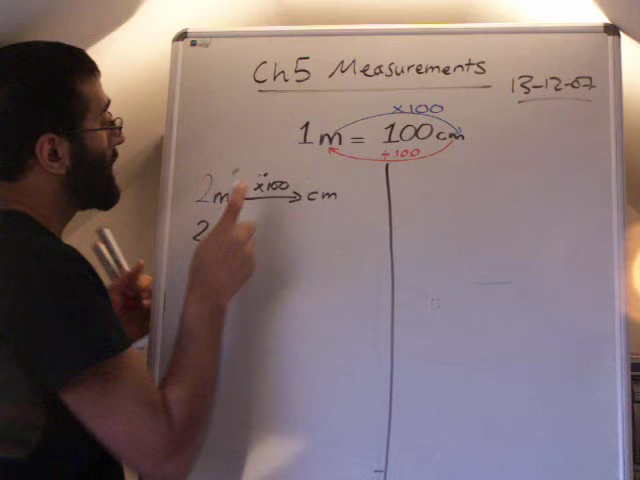 Ch5 Measurements
13-12-07
×100
1m = 100cm
÷100
2m ×100 → cm
2